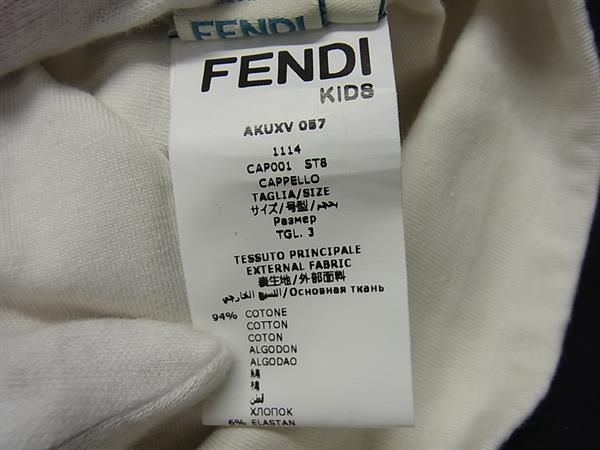 FENDI
FENDI
KIDS
AKUXV 057
1114
CAP001 ST8
CAPPELLO
TAGLIA/SIZE
サイズ/号型/حجم
Размер
TGL. 3
TESSUTO PRINCIPALE
EXTERNAL FABRIC
表生地/外部面料
النسيج الخارجي/Основная ткань
94% COTONE
COTTON
COTON
ALGODON
ALGODAO
綿
棉
قطن
ХЛОПОК
6% ELASTAN